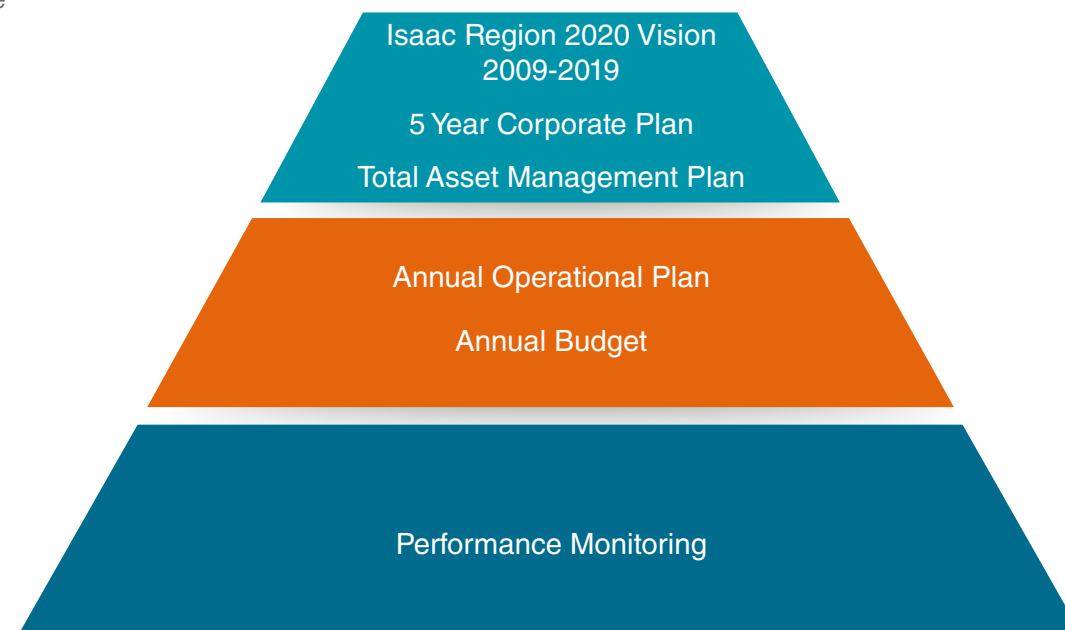 Isaac Region 2020 Vision
2009-2019
5 Year Corporate Plan
Total Asset Management Plan
Annual Operational Plan
Annual Budget
Performance Monitoring